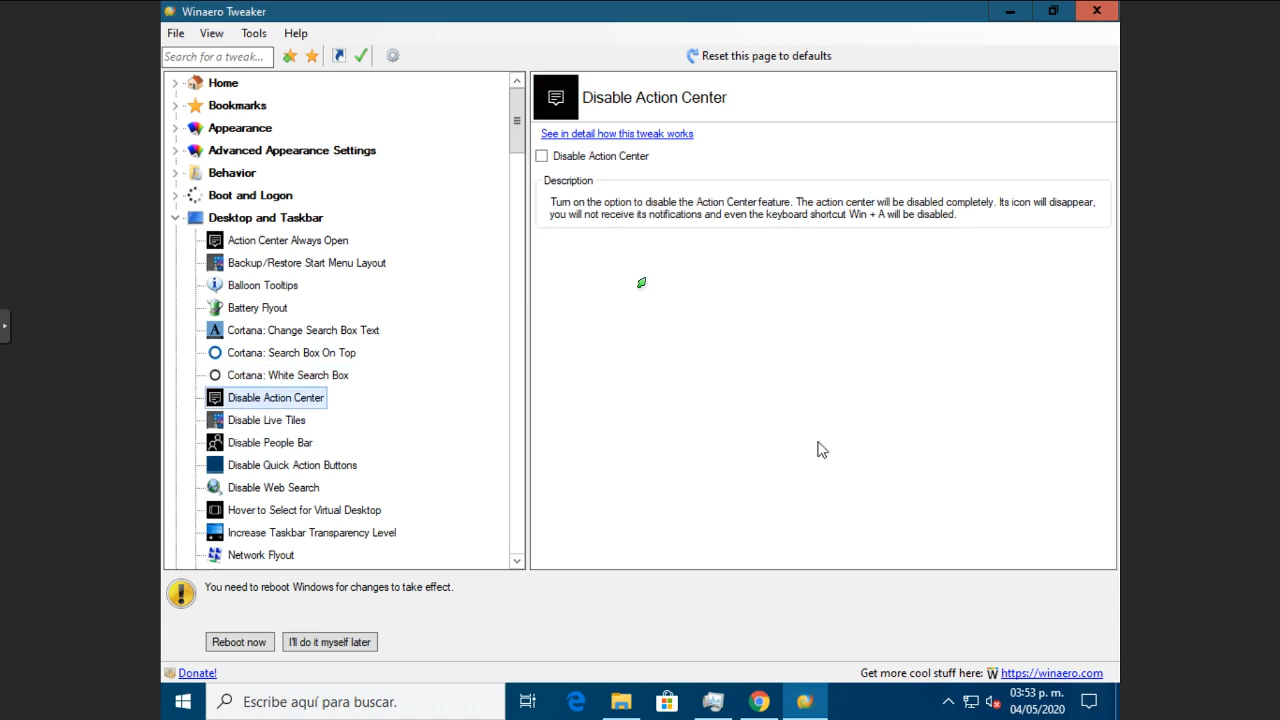 Winaero Tweaker
File View Tools Help
Search for a tweak...
Reset this page to defaults
Home
Bookmarks
Appearance
Advanced Appearance Settings
Behavior
Boot and Logon
Desktop and Taskbar
Action Center Always Open
Backup/Restore Start Menu Layout
Balloon Tooltips
Battery Flyout
Cortana: Change Search Box Text
Cortana: Search Box On Top
Cortana: White Search Box
Disable Action Center
Disable Live Tiles
Disable People Bar
Disable Quick Action Buttons
Disable Web Search
Hover to Select for Virtual Desktop
Increase Taskbar Transparency Level
Network Flyout
Disable Action Center
See in detail how this tweak works
Disable Action Center
Description
Turn on the option to disable the Action Center feature. The action center will be disabled completely. Its icon will disappear,
you will not receive its notifications and even the keyboard shortcut Win + A will be disabled.
You need to reboot Windows for changes to take effect.
Reboot now I'll do it myself later
Donate!
Get more cool stuff here: W https://winaero.com
Escribe aquí para buscar.
03:53 p. m.
04/05/2020